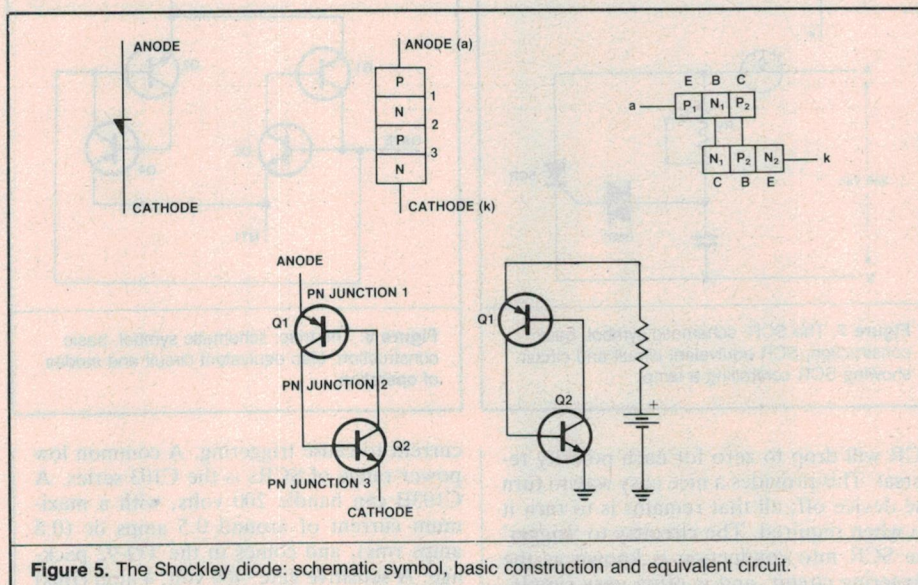 ANODE
CATHODE
ANODE (a)
P
N
P
N
1
2
3
CATHODE (k)
E B C
a
P₁ N₁ P₂
N₁ P₂ N₂
k
C B E
ANODE
PN JUNCTION 1
Q1
PN JUNCTION 2
Q2
PN JUNCTION 3
CATHODE
Q1
Q2
+
Figure 5. The Shockley diode: schematic symbol, basic construction and equivalent circuit.